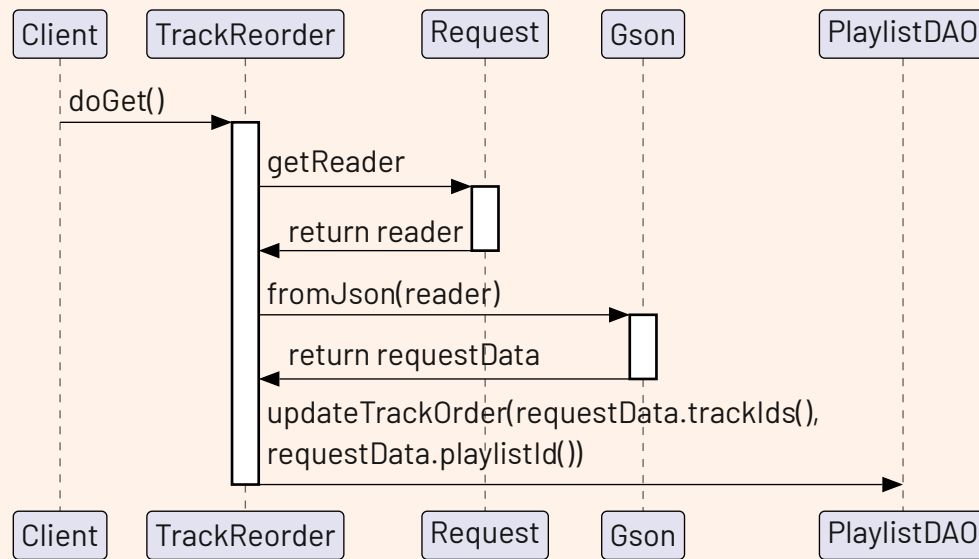 Client TrackReorder Request Gson PlaylistDAO
doGet()
getReader
return reader
fromJson(reader)
return requestData
updateTrackOrder(requestData.trackIds(),
requestData.playlistId())
Client TrackReorder Request Gson PlaylistDAO